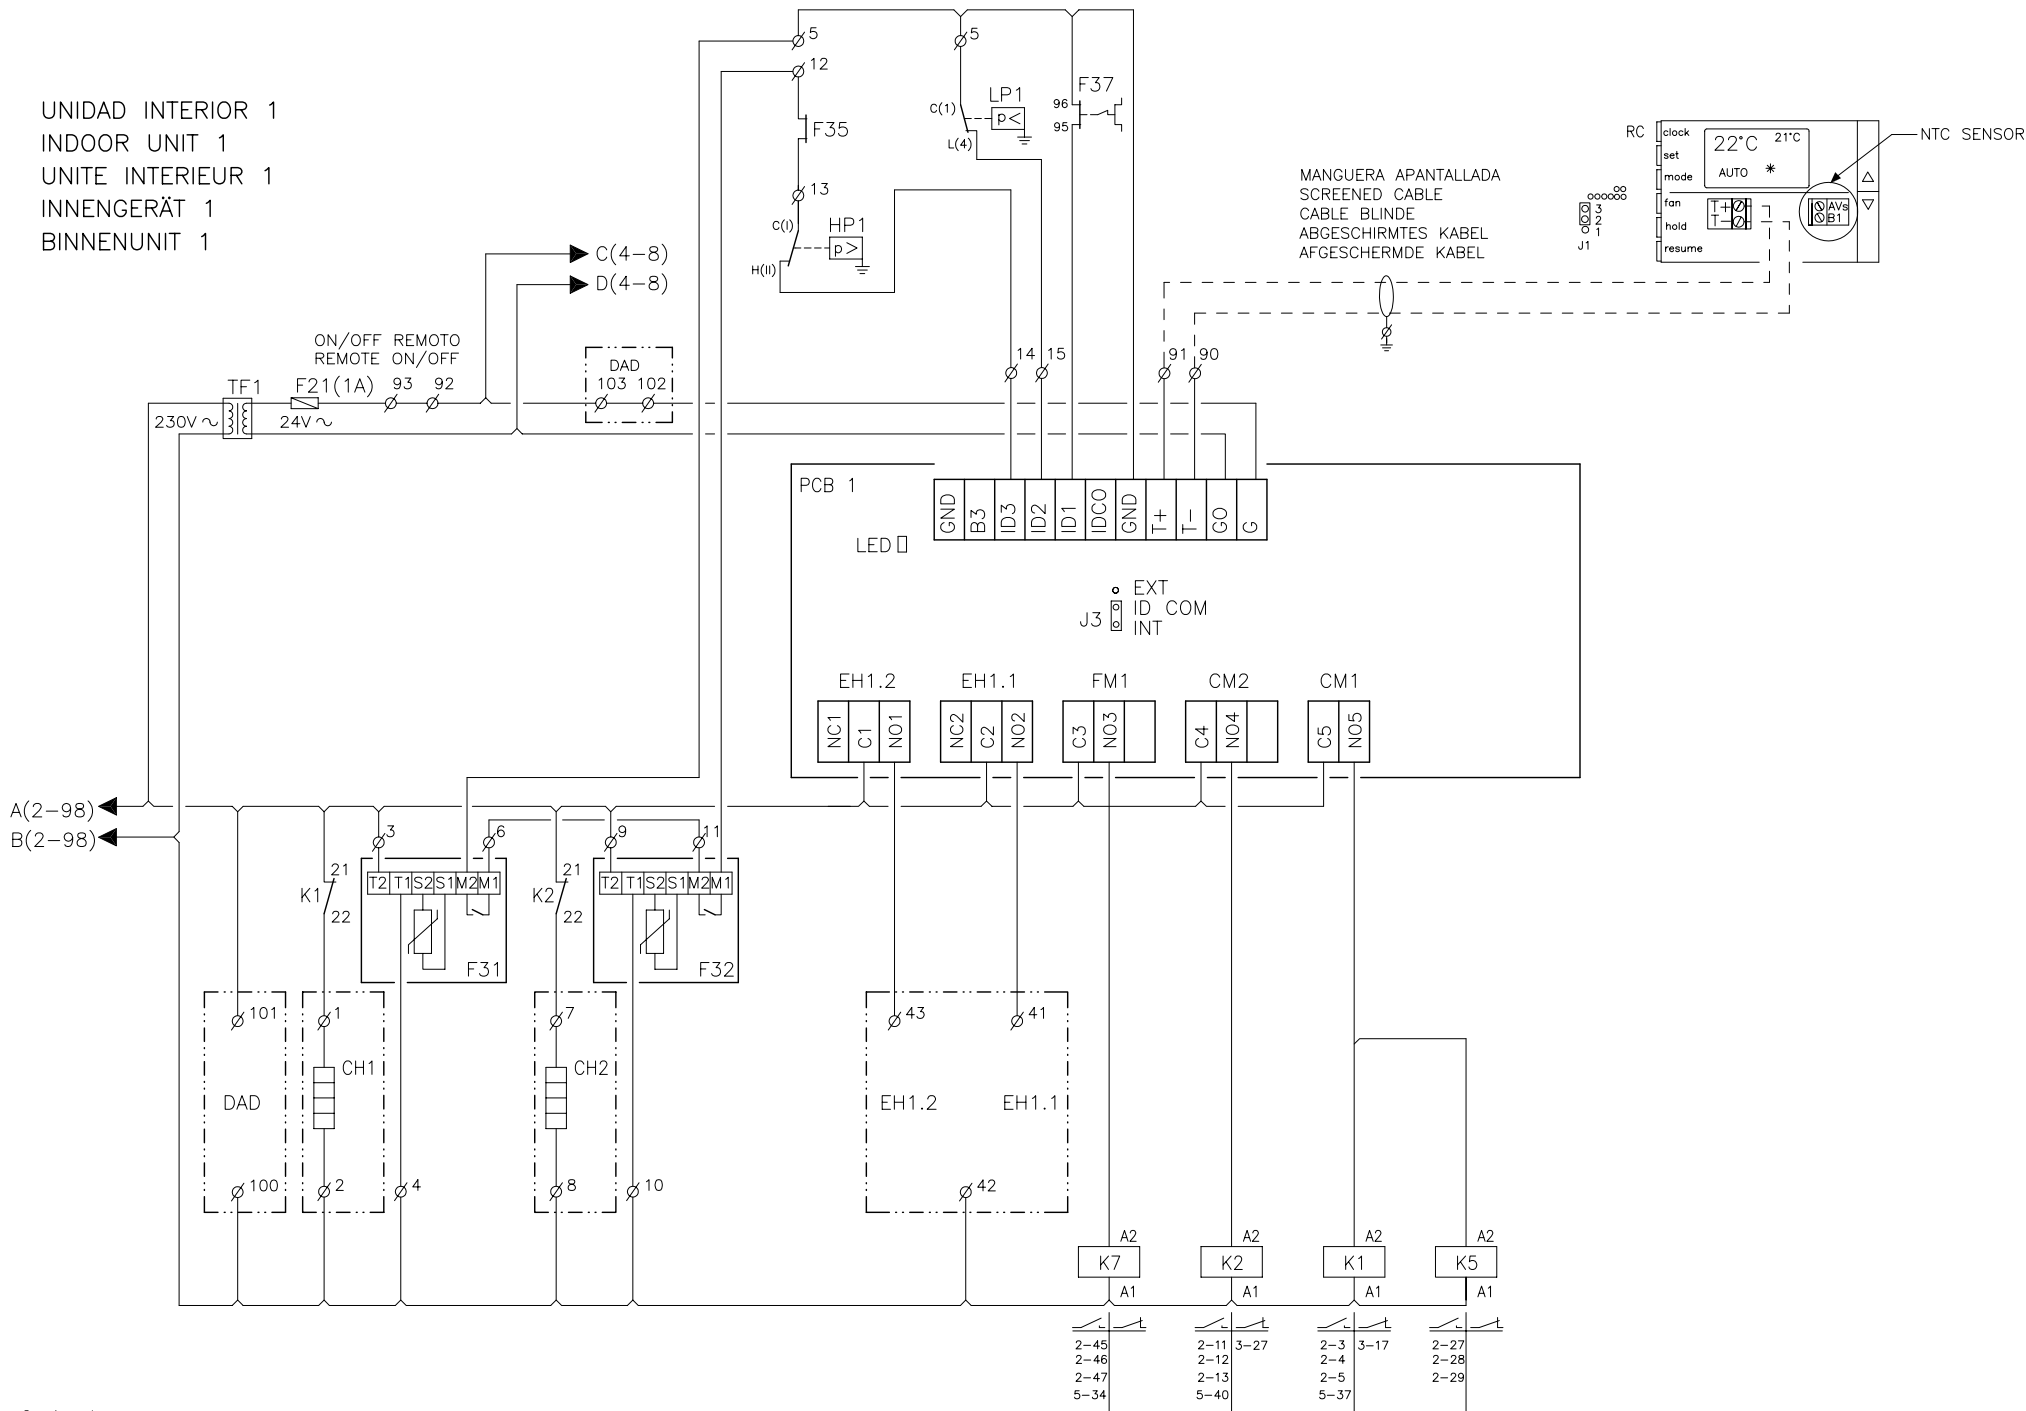 UNIDAD INTERIOR 1
INDOOR UNIT 1
UNITE INTERIEUR 1
INNENGERÄT 1
BINNENUNIT 1
5
5
12
F35
13
C(I)
HP1
p>
H(II)
C(1)
LP1
p<
L(4)
F37
96
95
RC
clock
set
mode
fan
hold
resume
22°C
21°C
AUTO
*
T+
T-
AVs
B1
NTC SENSOR
3
2
1
J1
MANGUERA APANTALLADA
SCREENED CABLE
CABLE BLINDE
ABGESCHIRMTES KABEL
AFGESCHERMDE KABEL
C(4-8)
D(4-8)
ON/OFF REMOTO
REMOTE ON/OFF
TF1
F21(1A)
93
92
230V~
24V~
DAD
103
102
14
15
91
90
PCB 1
GND
B3
ID3
ID2
ID1
IDCO
GND
T+
T-
GO
G
LED
EXT
ID COM
INT
J3
EH1.2
EH1.1
FM1
CM2
CM1
NC1
C1
NO1
NC2
C2
NO2
C3
NO3
C4
NO4
C5
NO5
A(2-98)
B(2-98)
3
6
9
11
K1
21
22
T2
T1
S2
S1
M2
M1
F31
K2
21
22
T2
T1
S2
S1
M2
M1
F32
101
DAD
100
1
CH1
2
4
7
CH2
8
10
43
41
EH1.2
EH1.1
42
A2
K7
A1
A2
K2
A1
A2
K1
A1
A2
K5
A1
2-45
2-46
2-47
5-34
2-11 3-27
2-12
2-13
5-40
2-3 3-17
2-4
2-5
5-37
2-27
2-28
2-29